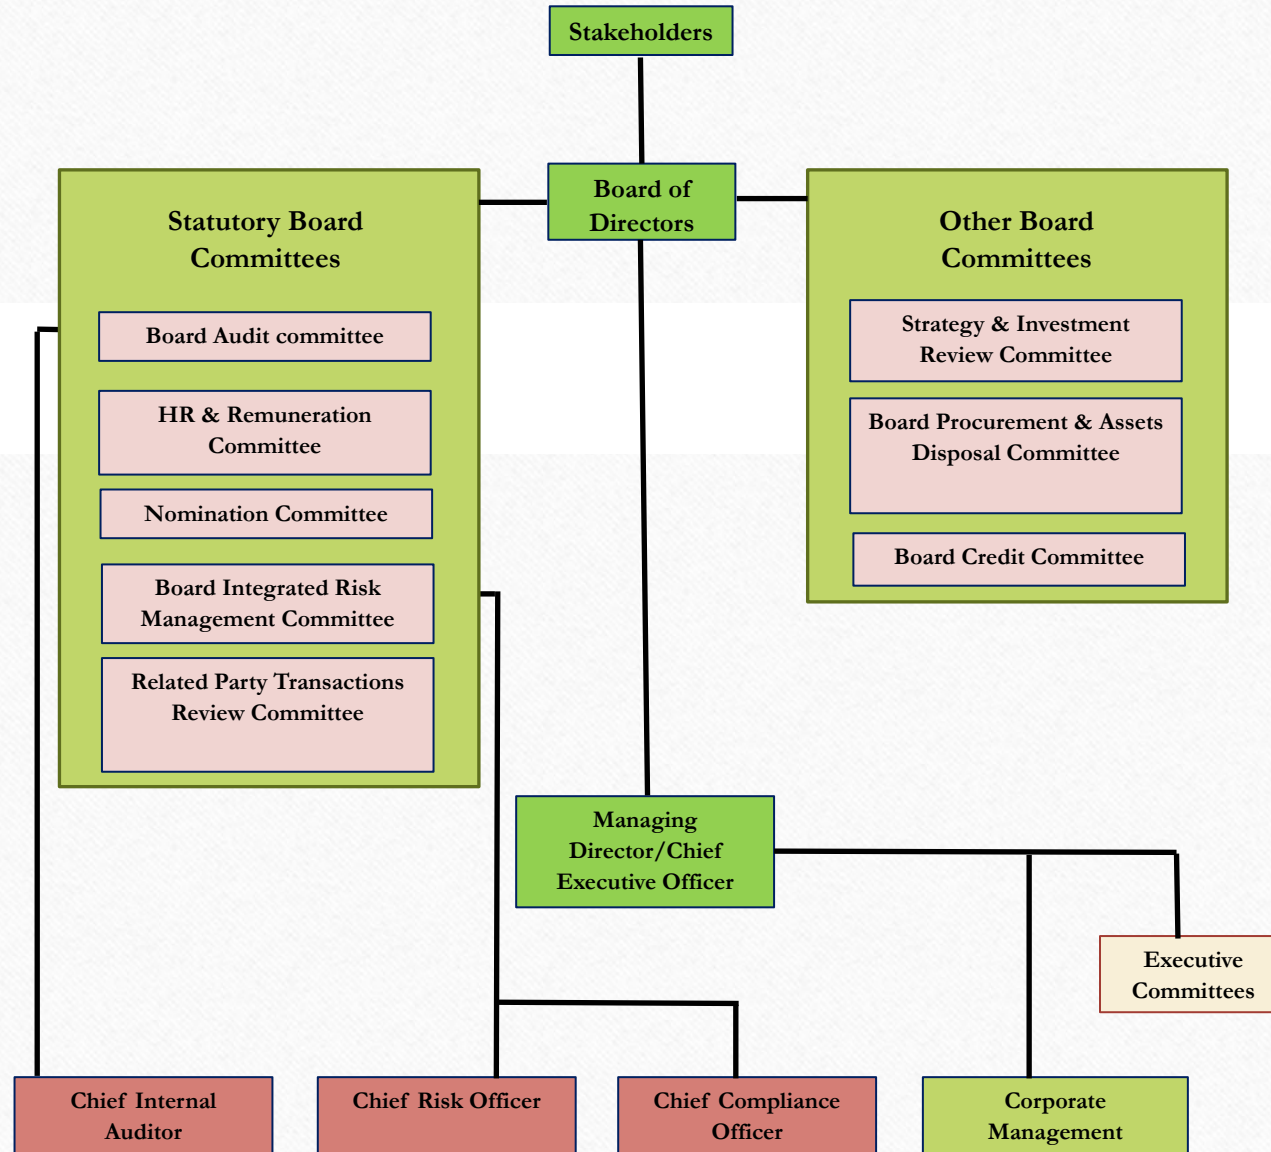 Stakeholders
Board of
Directors
Statutory Board
Committees
Board Audit committee
HR & Remuneration
Committee
Nomination Committee
Board Integrated Risk
Management Committee
Related Party Transactions
Review Committee
Other Board
Committees
Strategy & Investment
Review Committee
Board Procurement & Assets
Disposal Committee
Board Credit Committee
Managing
Director/Chief
Executive Officer
Executive
Committees
Chief Internal
Auditor
Chief Risk Officer
Chief Compliance
Officer
Corporate
Management